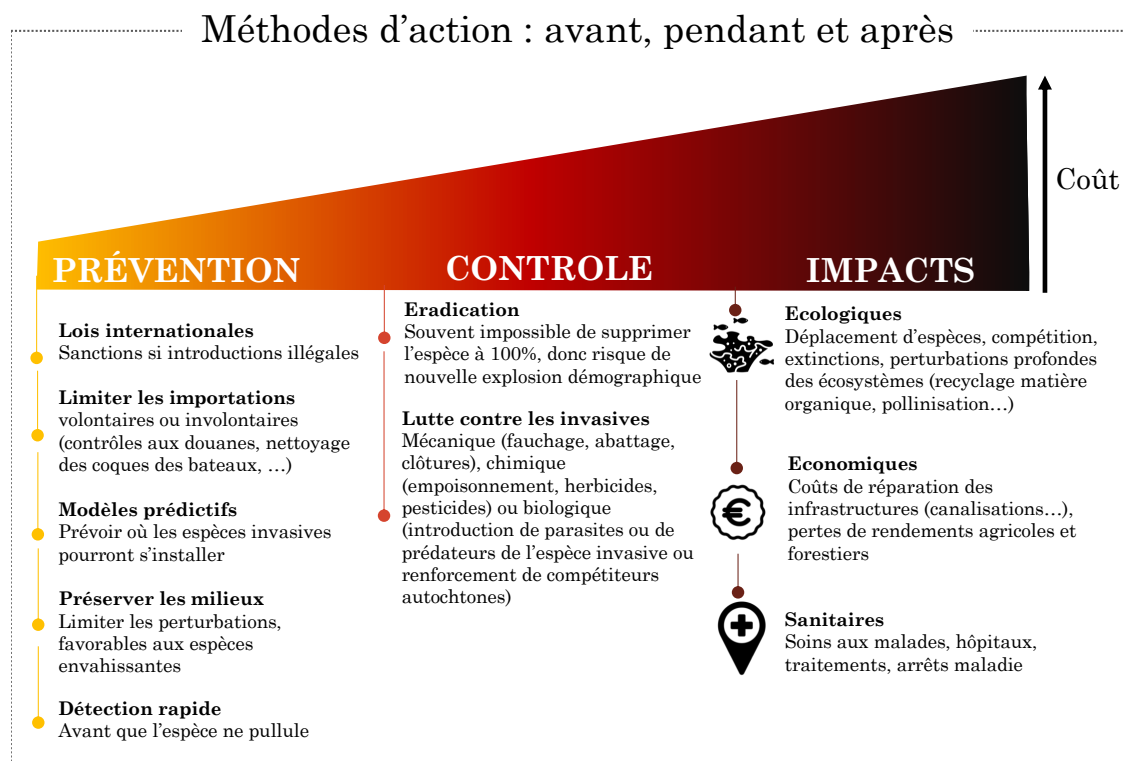 Méthodes d'action : avant, pendant et après
Coût
PRÉVENTION
Lois internationales
Sanctions si introductions illégales
Limiter les importations
volontaires ou involontaires
(contrôles aux douanes, nettoyage
des coques des bateaux, …)
Modèles prédictifs
Prévoir où les espèces invasives
pourront s'installer
Préserver les milieux
Limiter les perturbations,
favorables aux espèces
envahissantes
Détection rapide
Avant que l'espèce ne pullule
CONTROLE
Eradication
Souvent impossible de supprimer
l'espèce à 100%, donc risque de
nouvelle explosion démographique
Lutte contre les invasives
Mécanique (fauchage, abattage,
clôtures), chimique
(empoisonnement, herbicides,
pesticides) ou biologique
(introduction de parasites ou de
prédateurs de l'espèce invasive ou
renforcement de compétiteurs
autochtones)
IMPACTS
Ecologiques
Déplacement d'espèces, compétition,
extinctions, perturbations profondes
des écosystèmes (recyclage matière
organique, pollinisation…)
Economiques
Coûts de réparation des
infrastructures (canalisations…),
pertes de rendements agricoles et
forestiers
€
Sanitaires
Soins aux malades, hôpitaux,
traitements, arrêts maladie